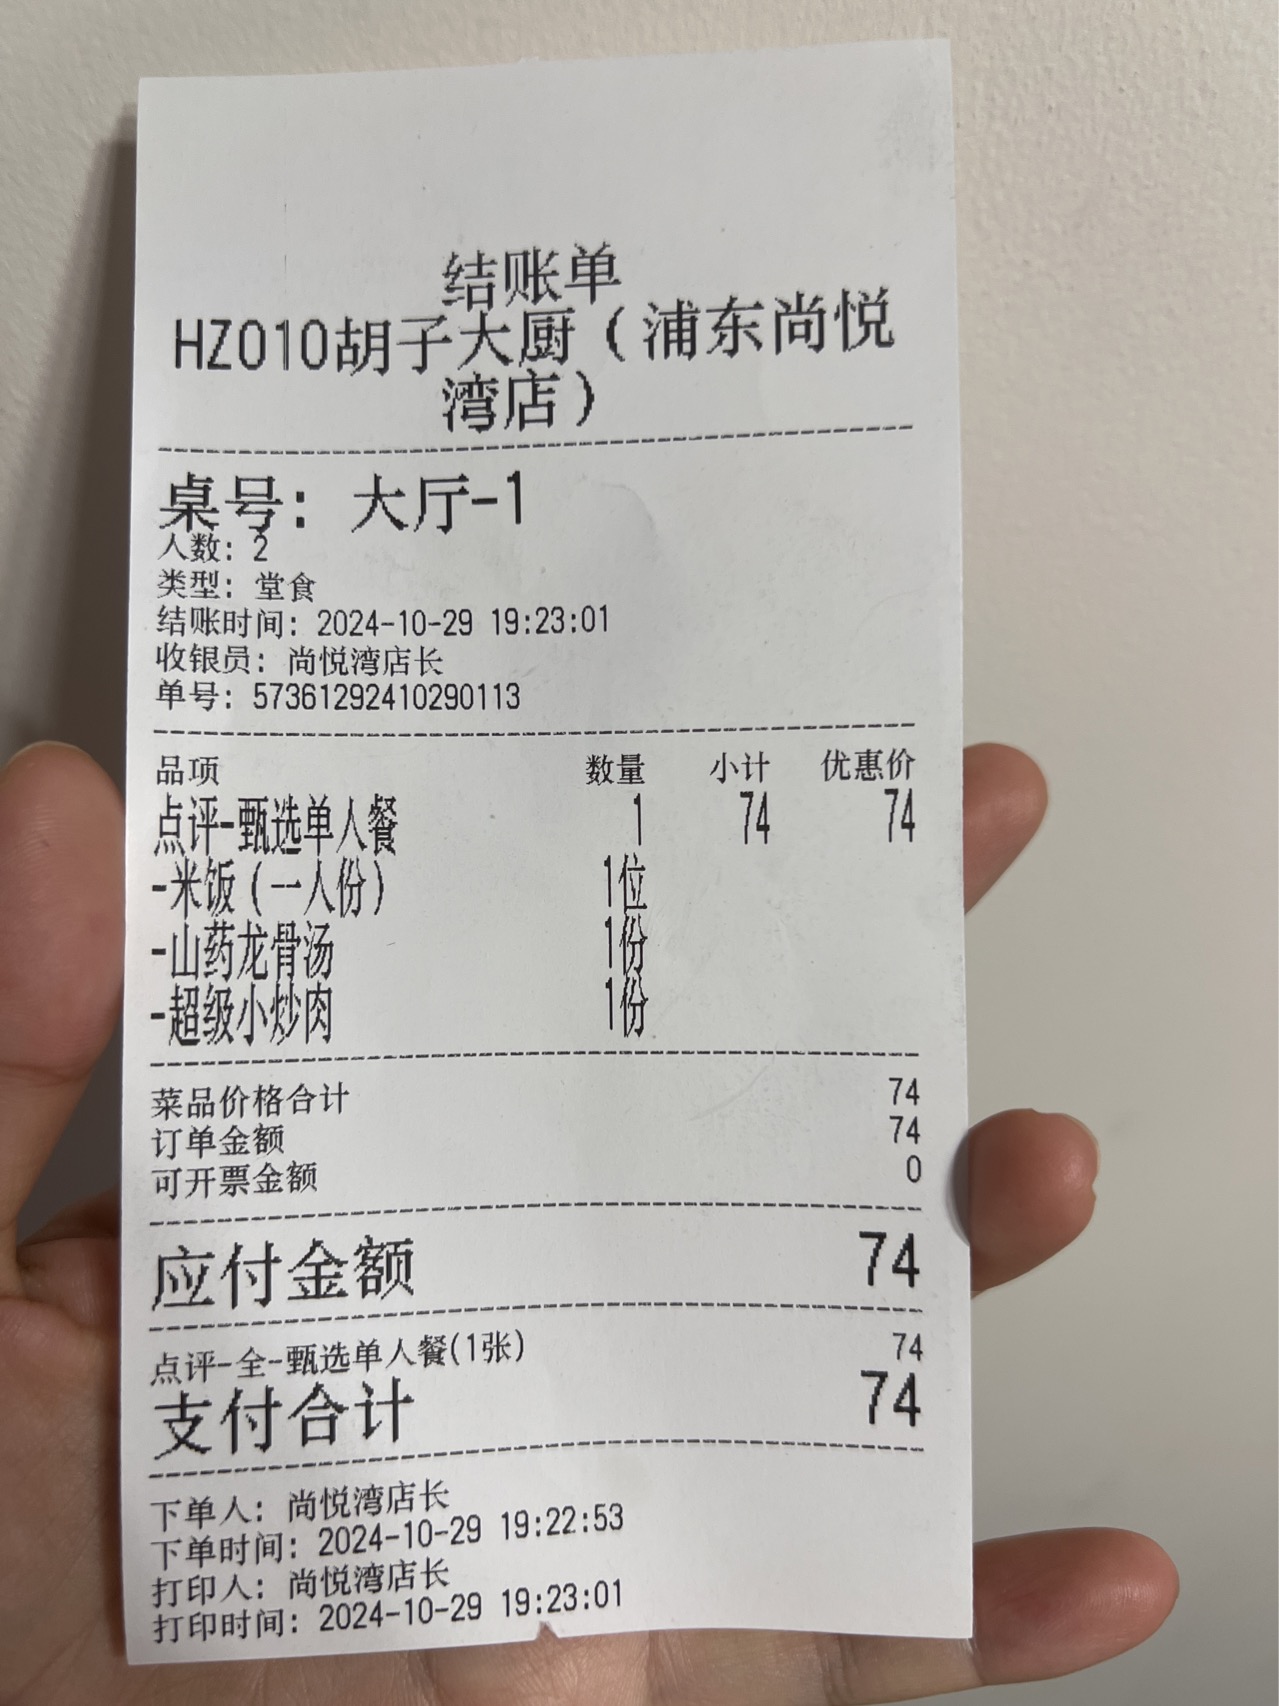 结账单
HZ010胡子大厨（浦东尚悦
湾店）
桌号：大厅-1
人数：2
类型：堂食
结账时间：2024-10-29 19:23:01
收银员：尚悦湾店长
单号：57361292410290113
品项 数量 小计 优惠价
点评-甄选单人餐 1 74 74
-米饭（一人份） 1位
-山药龙骨汤 1份
-超级小炒肉 1份
菜品价格合计 74
订单金额 74
可开票金额 0
应付金额 74
点评-全-甄选单人餐(1张) 74
支付合计 74
下单人：尚悦湾店长
下单时间：2024-10-29 19:22:53
打印人：尚悦湾店长
打印时间：2024-10-29 19:23:01